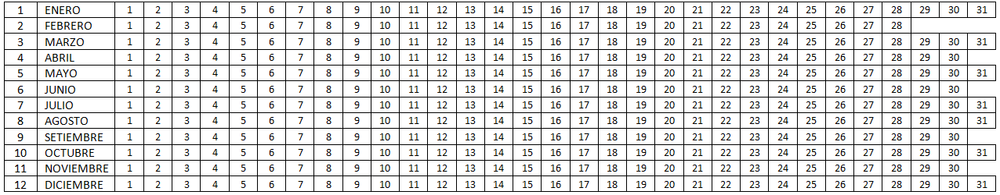 1 ENERO 1 2 3 4 5 6 7 8 9 10 11 12 13 14 15 16 17 18 19 20 21 22 23 24 25 26 27 28 29 30 31
2 FEBRERO 1 2 3 4 5 6 7 8 9 10 11 12 13 14 15 16 17 18 19 20 21 22 23 24 25 26 27 28
3 MARZO 1 2 3 4 5 6 7 8 9 10 11 12 13 14 15 16 17 18 19 20 21 22 23 24 25 26 27 28 29 30 31
4 ABRIL 1 2 3 4 5 6 7 8 9 10 11 12 13 14 15 16 17 18 19 20 21 22 23 24 25 26 27 28 29 30
5 MAYO 1 2 3 4 5 6 7 8 9 10 11 12 13 14 15 16 17 18 19 20 21 22 23 24 25 26 27 28 29 30 31
6 JUNIO 1 2 3 4 5 6 7 8 9 10 11 12 13 14 15 16 17 18 19 20 21 22 23 24 25 26 27 28 29 30
7 JULIO 1 2 3 4 5 6 7 8 9 10 11 12 13 14 15 16 17 18 19 20 21 22 23 24 25 26 27 28 29 30 31
8 AGOSTO 1 2 3 4 5 6 7 8 9 10 11 12 13 14 15 16 17 18 19 20 21 22 23 24 25 26 27 28 29 30 31
9 SETIEMBRE 1 2 3 4 5 6 7 8 9 10 11 12 13 14 15 16 17 18 19 20 21 22 23 24 25 26 27 28 29 30
10 OCTUBRE 1 2 3 4 5 6 7 8 9 10 11 12 13 14 15 16 17 18 19 20 21 22 23 24 25 26 27 28 29 30 31
11 NOVIEMBRE 1 2 3 4 5 6 7 8 9 10 11 12 13 14 15 16 17 18 19 20 21 22 23 24 25 26 27 28 29 30
12 DICIEMBRE 1 2 3 4 5 6 7 8 9 10 11 12 13 14 15 16 17 18 19 20 21 22 23 24 25 26 27 28 29 30 31